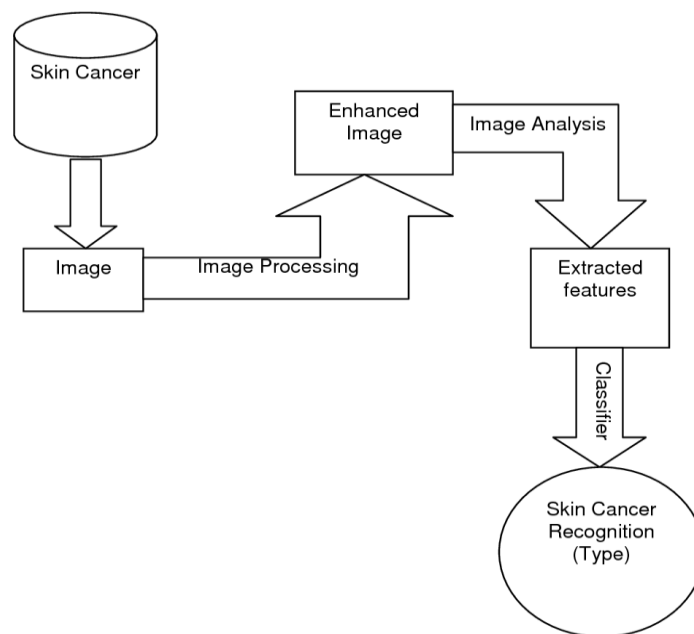 Skin Cancer
Image
Image Processing
Enhanced
Image
Image Analysis
Extracted
features
Classifier
Skin Cancer
Recognition
(Type)